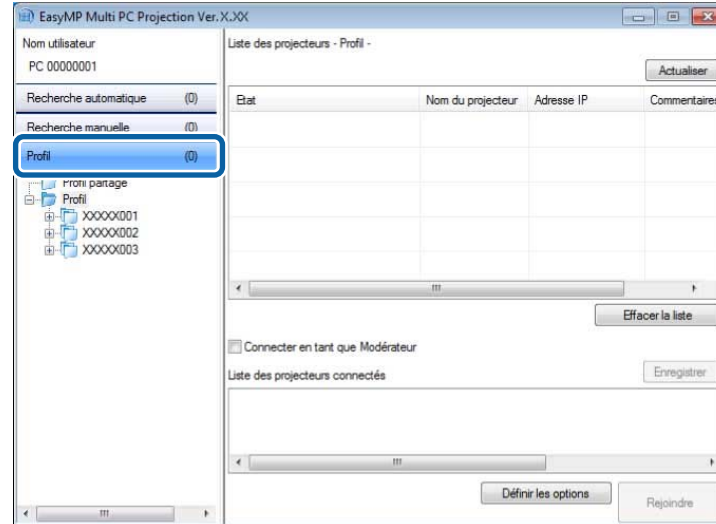 EasyMP Multi PC Projection Ver.X.XX
Nom utilisateur
PC 00000001
Recherche automatique (0)
Recherche manuelle (0)
Profil (0)
Profil partage
Profil
XXXXX001
XXXXX002
XXXXX003
Liste des projecteurs - Profil -
Actualiser
Etat Nom du projecteur Adresse IP Commentaires
Effacer la liste
Connecter en tant que Modérateur
Liste des projecteurs connectés
Enregistrer
Définir les options
Rejoindre